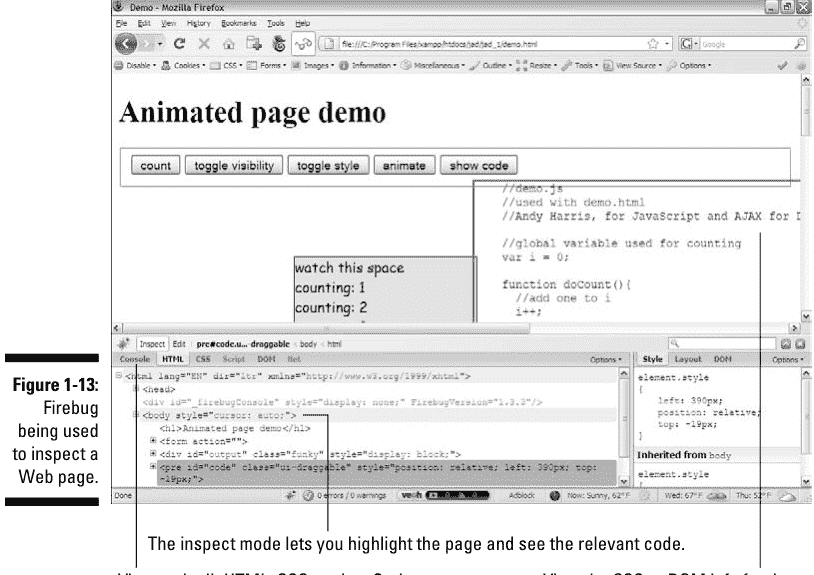 Demo - Mozilla Firefox
File Edit View History Bookmarks Tools Help
file:///C:/Program Files/xampp/htdocs/jad/jad_1/demo.html
Google
Disable Cookies CSS Forms Images Information Miscellaneous Outline Resize Tools View Source Options
Animated page demo
count toggle visibility toggle style animate show code
//demo.js
//used with demo.html
//Andy Harris, for JavaScript and AJAX for D
//global variable used for counting
var i = 0;
function doCount(){
//add one to i
i++;
watch this space
counting: 1
counting: 2
Inspect Edit pre#code.u... draggable < body < html
Console HTML CSS Script DOM Net Options
Style Layout DOM Options
<html lang="EN" dir="ltr" xmlns="http://www.w3.org/1999/xhtml">
<head>
<div id="_firebugConsole" style="display: none;" FirebugVersion="1.3.3"/>
<body style="cursor: auto;">
<h1>Animated page demo</h1>
<form action="">
<div id="output" class="funky" style="display: block;">
<pre id="code" class="ui-draggable" style="position: relative; left: 390px; top:
-19px;">
element.style
{
left: 390px;
position: relative;
top: -19px;
}
Inherited from body
element.style
Done
0 errors / 0 warnings
veoh
Adblock
Now: Sunny, 62°F
Wed: 67°F
Thu: 52°F
Figure 1-13:
Firebug
being used
to inspect a
Web page.
The inspect mode lets you highlight the page and see the relevant code.